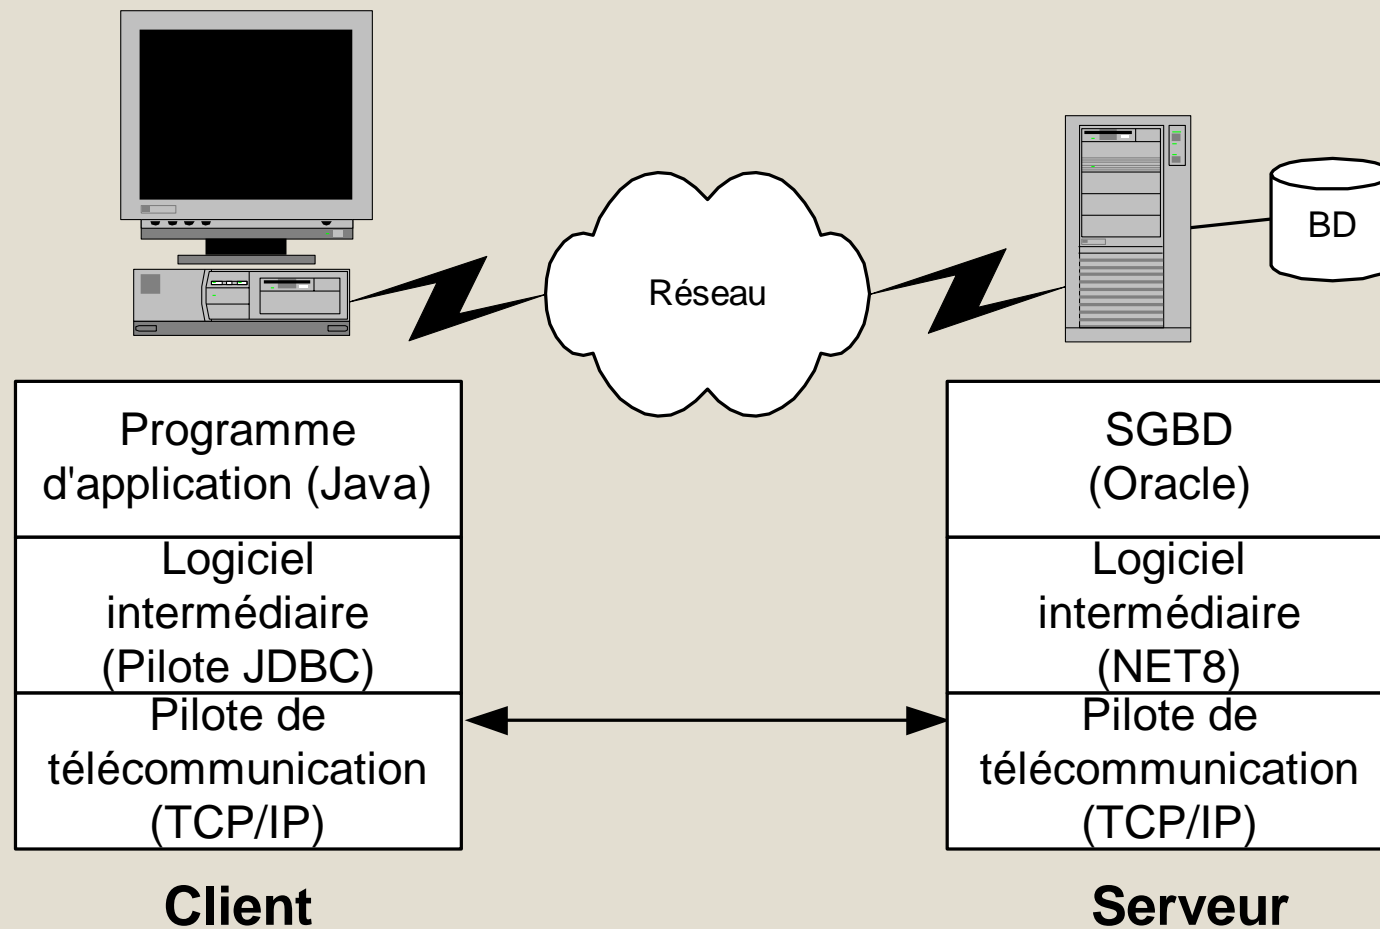 BD
Réseau
Programme
d'application (Java)
Logiciel
intermédiaire
(Pilote JDBC)
Pilote de
télécommunication
(TCP/IP)
Client
SGBD
(Oracle)
Logiciel
intermédiaire
(NET8)
Pilote de
télécommunication
(TCP/IP)
Serveur